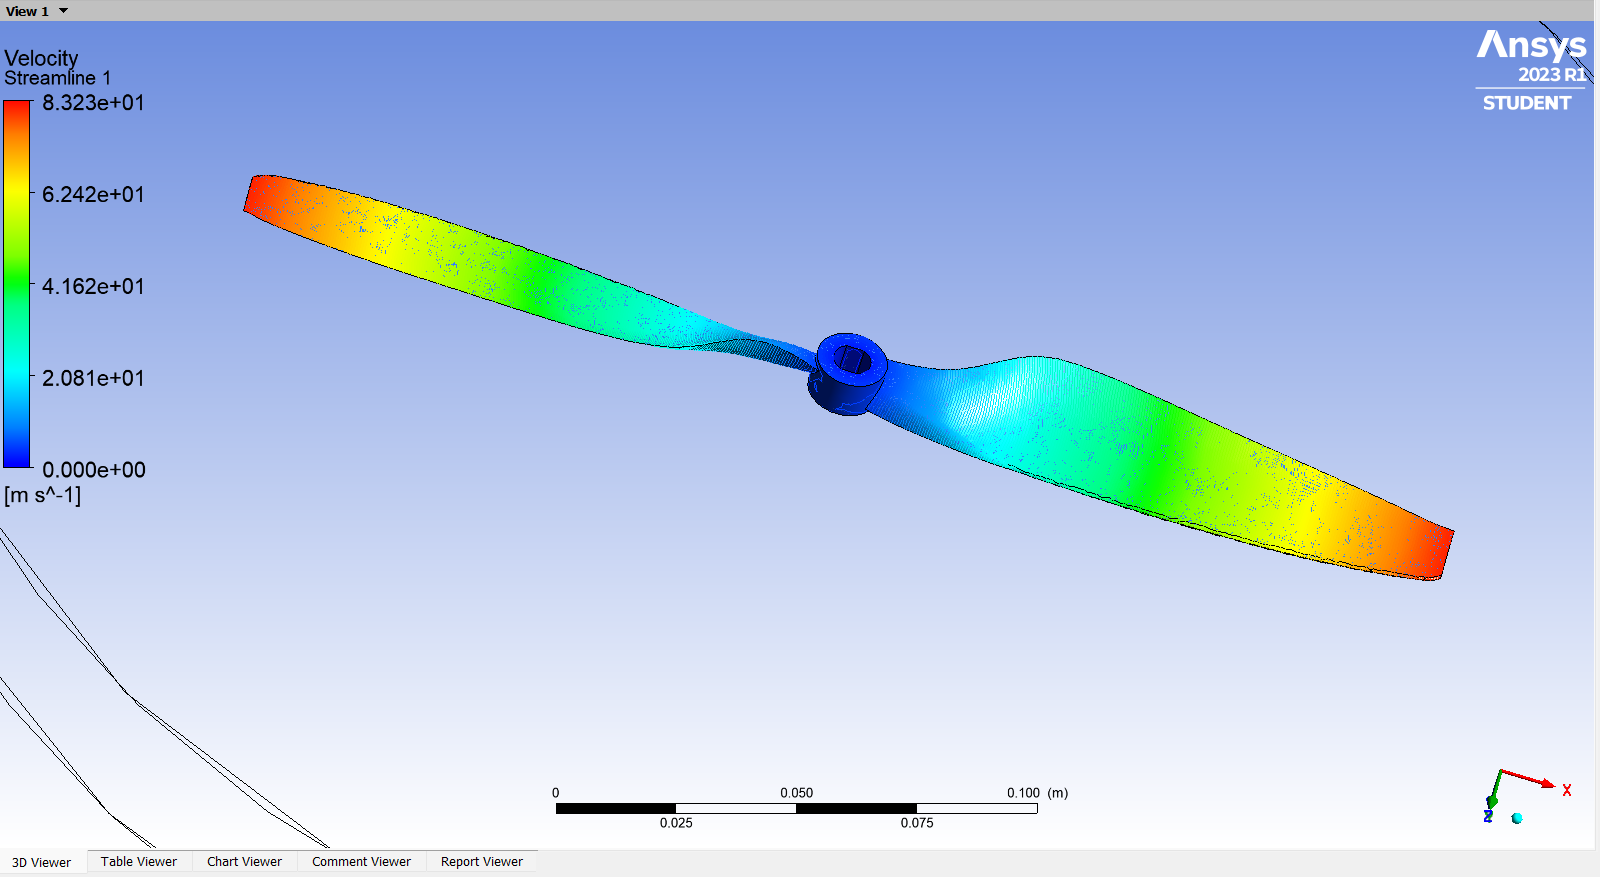 View 1
Velocity
Streamline 1
8.323e+01
6.242e+01
4.162e+01
2.081e+01
0.000e+00
[m s^-1]
Ansys
2023 R1
STUDENT
0 0.050 0.100 (m)
0.025 0.075
X
Z
3D Viewer Table Viewer Chart Viewer Comment Viewer Report Viewer